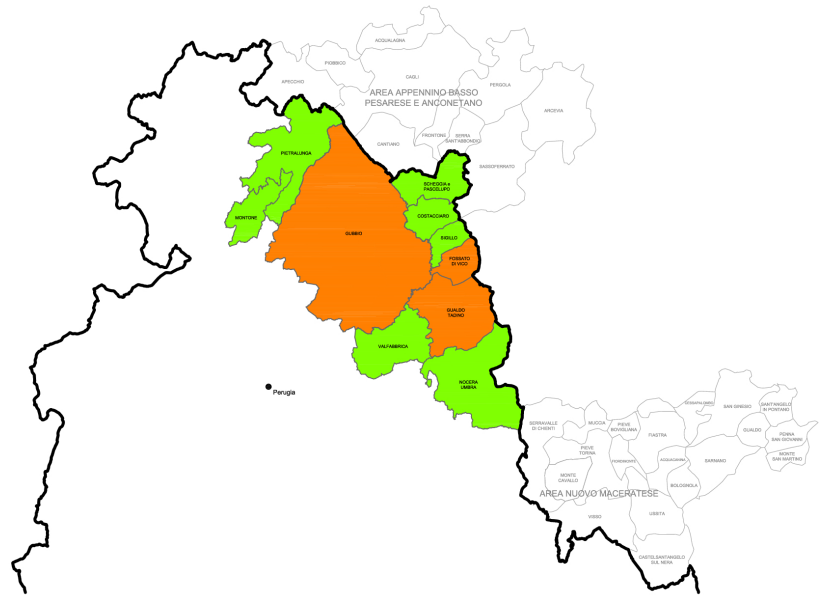 ACQUALAGNA
PIOBBICO
APECCHIO
CAGLI
PERGOLA
AREA APPENNINO BASSO
PESARESE E ANCONETANO
ARCEVIA
FRONTONE
SERRA
SANT'ABBONDIO
CANTIANO
SASSOFERRATO
PIETRALUNGA
SCHEGGIA e
PASCELUPO
MONTONE
COSTACCIARO
GUBBIO
SIGILLO
FOSSATO
DI VICO
GUALDO
TADINO
VALFABBRICA
NOCERA
UMBRA
Perugia
SAN GINESIO
SANT'ANGELO
IN PONTANO
SERRAVALLE
DI CHIENTI
MUCCIA
PIEVE
BOVIGLIANA
FIASTRA
GUALDO
PENNA
SAN GIOVANNI
PIEVE
TORINA
ACQUACANINA
SARNANO
MONTE
SAN MARTINO
MONTE
CAVALLO
BOLOGNOLA
AREA NUOVO MACERATESE
VISSO
USSITA
CASTELSANTANGELO
SUL NERA